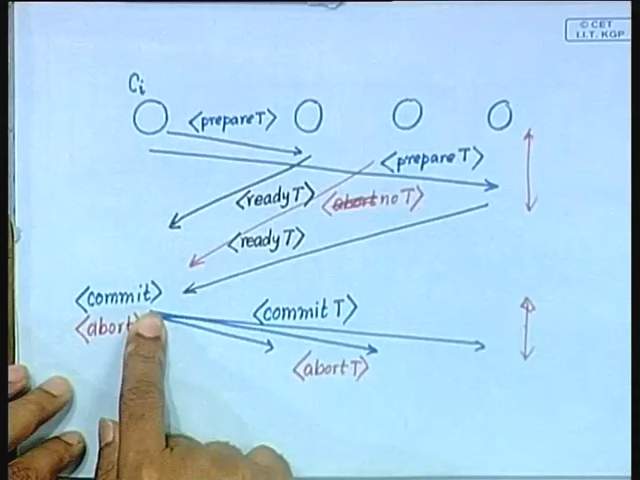 © CET
I.I.T. KGP
Ci
<prepare T>
<prepare T>
<ready T>
<abort no T>
<ready T>
<commit>
<abort>
<commit T>
<abort T>